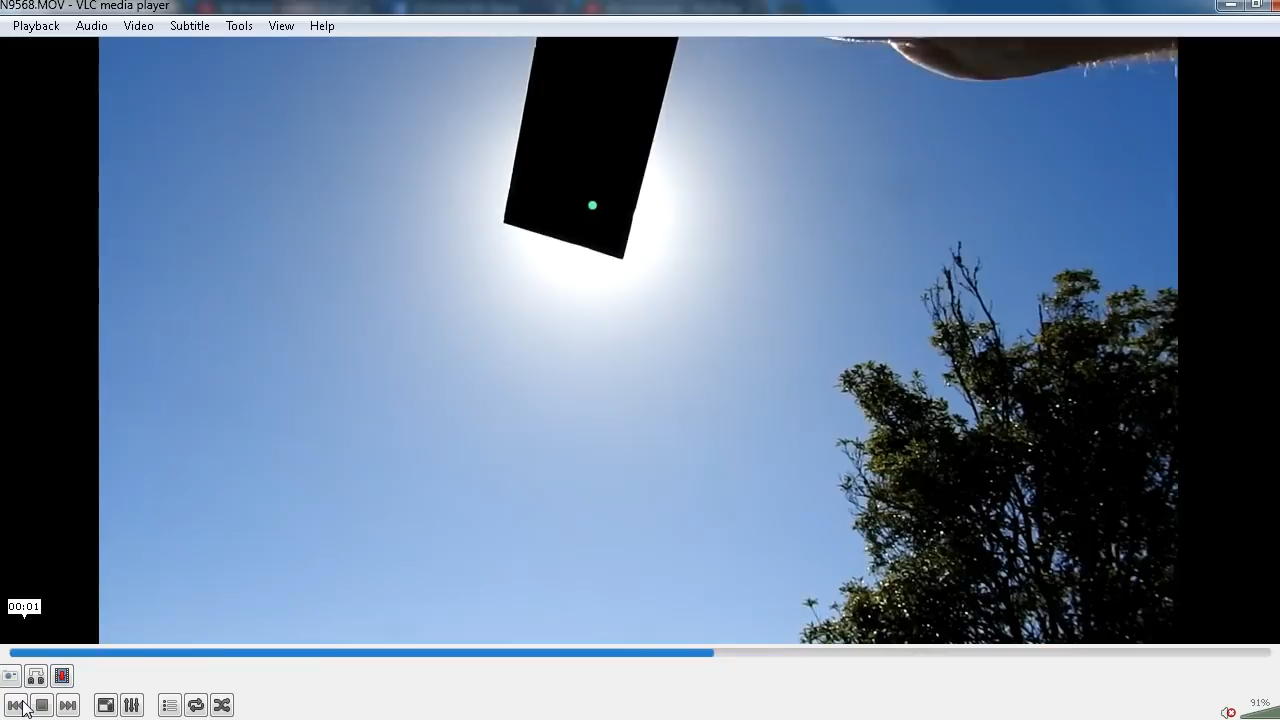 N9568.MOV - VLC media player
Playback Audio Video Subtitle Tools View Help
00:01
91%